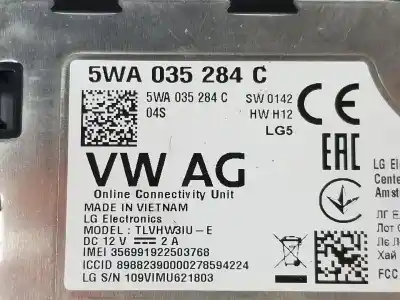 5WA 035 284 C
5WA 035 284 C SW 0142
04S HW H12
LG5
CE
EAC
VW AG
Online Connectivity Unit
MADE IN VIETNAM
LG Electronics
MODEL : TLVHW3IU-E
DC 12 V 2 A
IMEI 356991922503768
ICCID 89882390000278594224
LG S/N 109VIMU621803
LG El
Cente
Amst
ЛГ Е
Лот
Хай
FCC